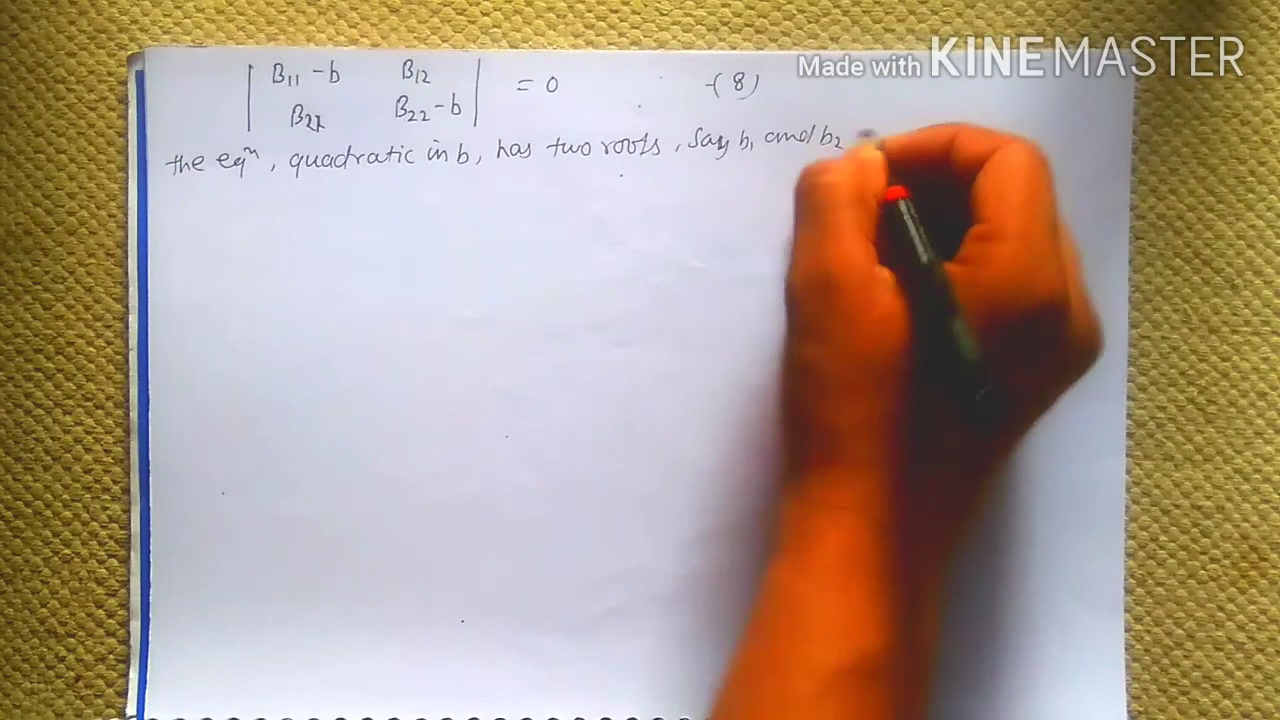 Made with KINEMASTER
| B11 - b B12 | = 0 -(8)
| B22 - b |
the eqⁿ, quadratic in b, has two roots, say b1 and b2